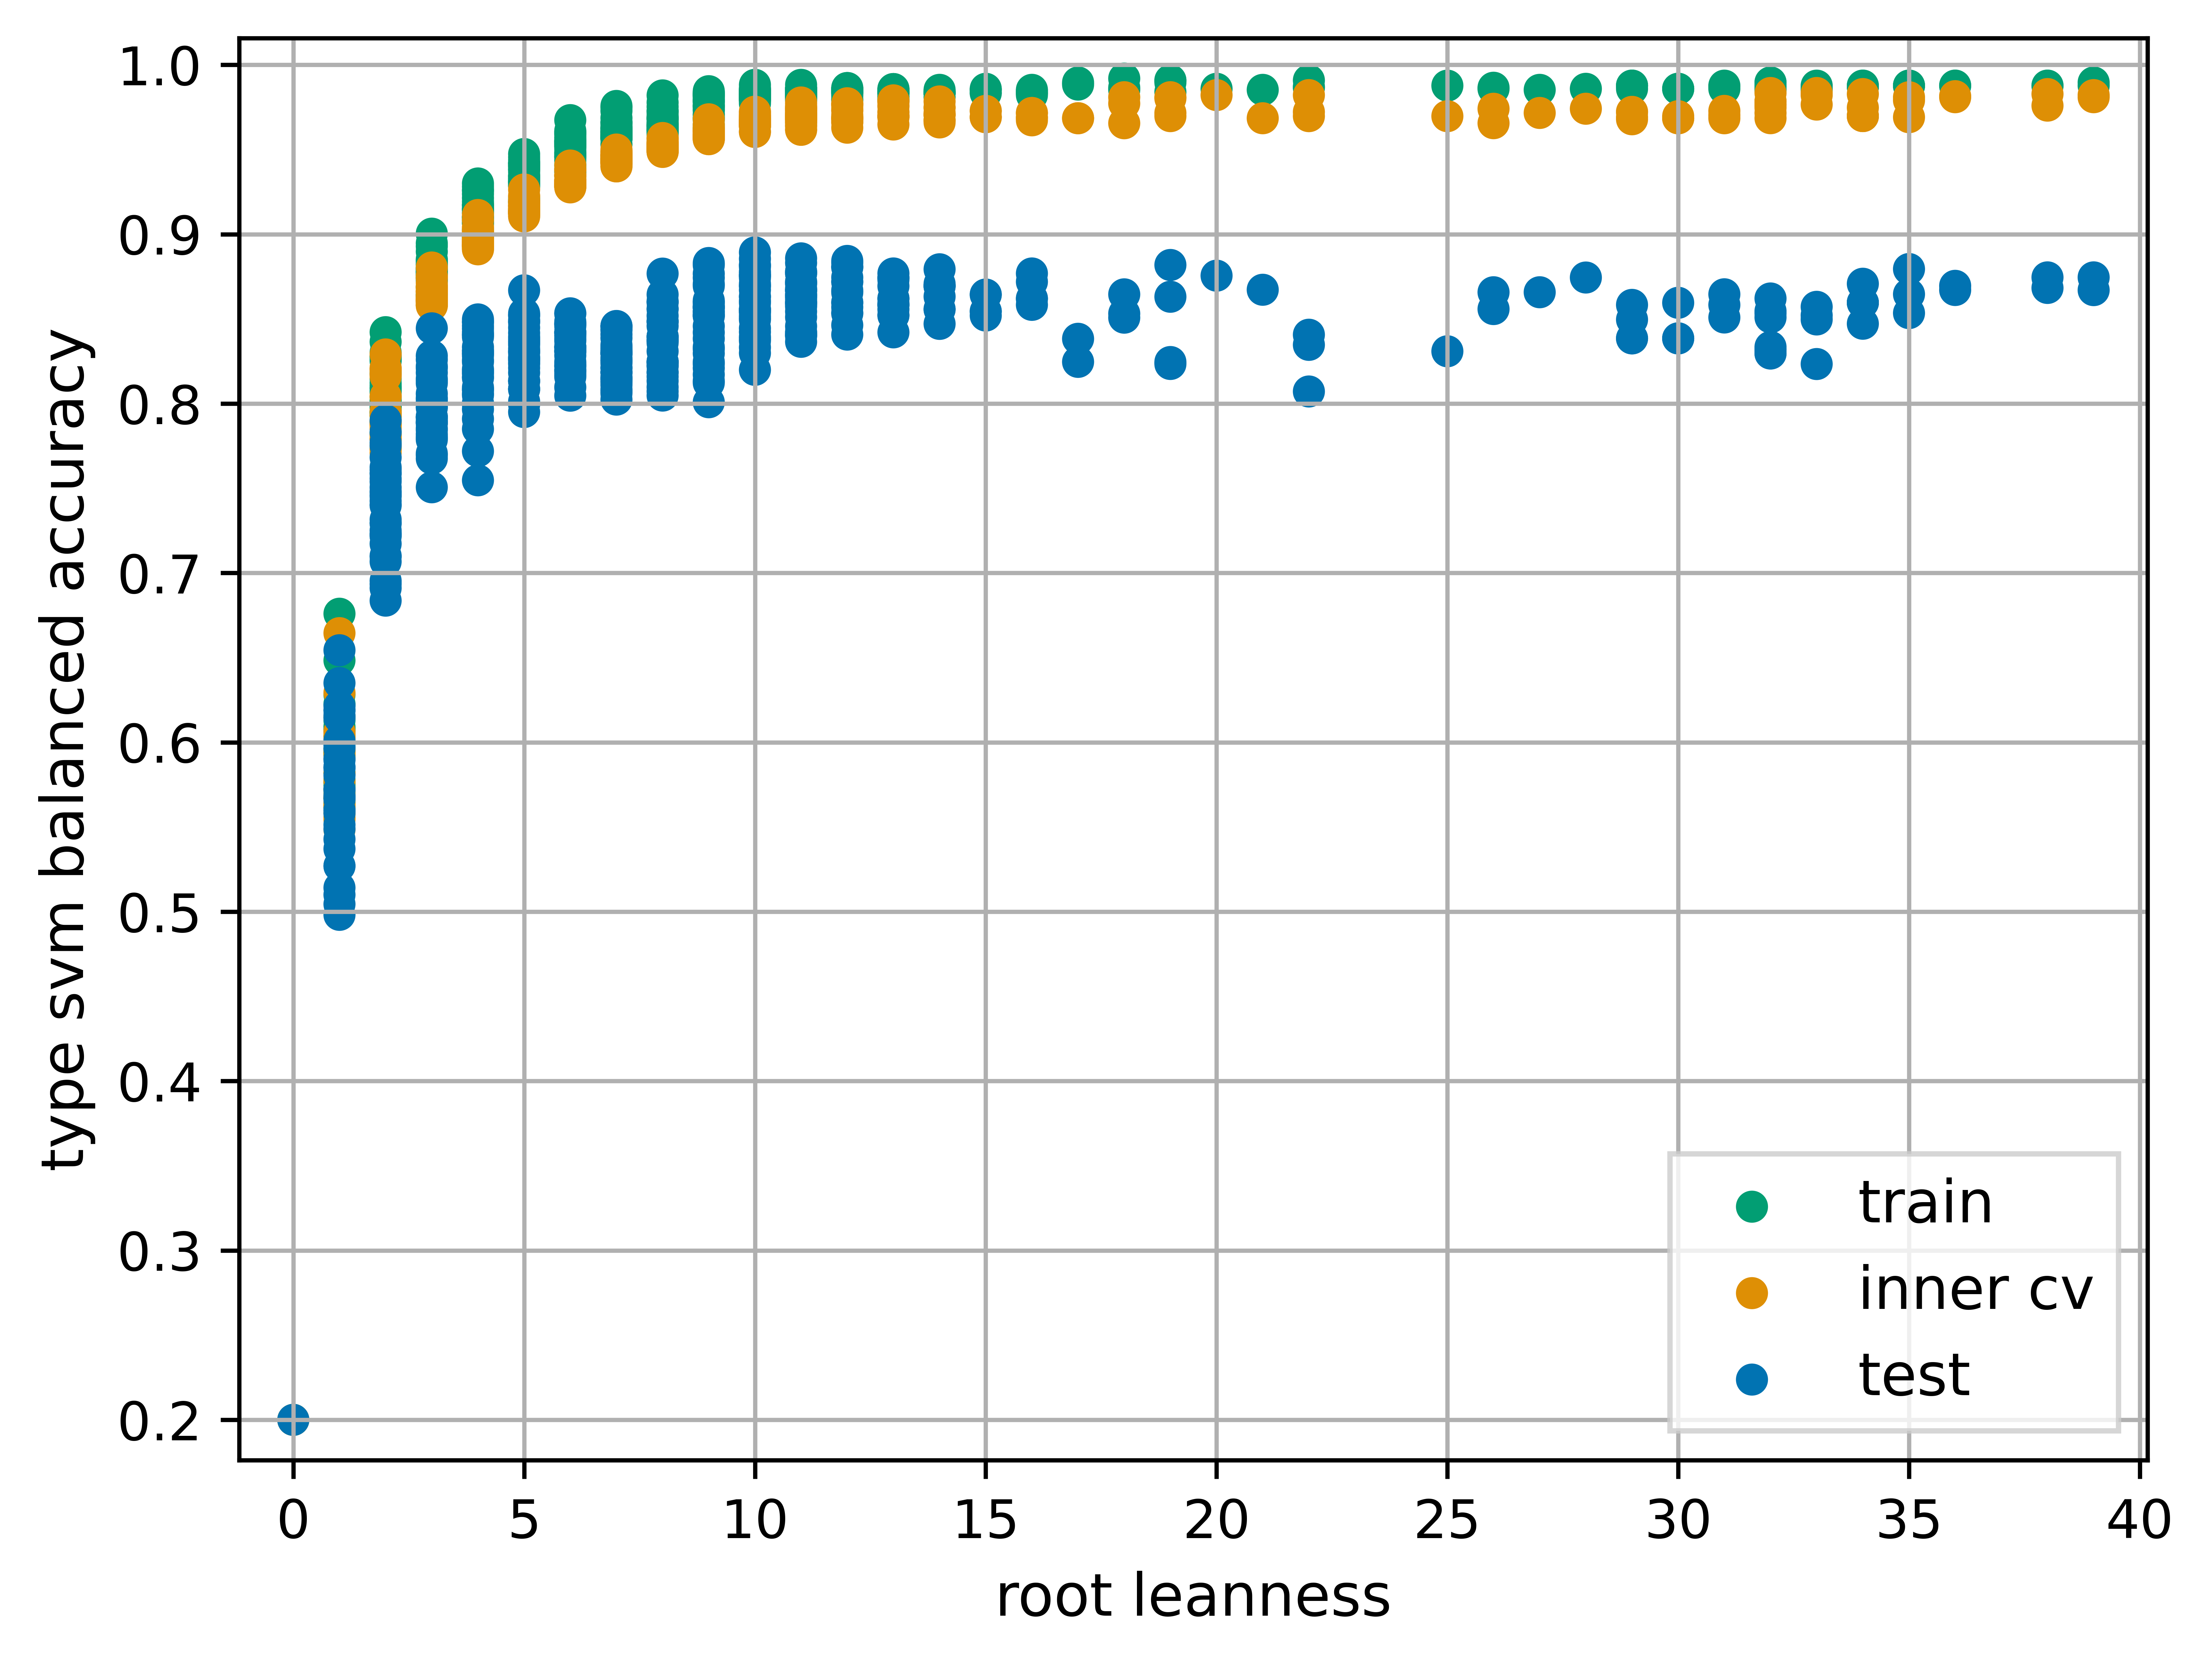 1.0
0.9
0.8
0.7
0.6
0.5
0.4
0.3
0.2
type svm balanced accuracy
train
inner cv
test
0 5 10 15 20 25 30 35 40
root leanness